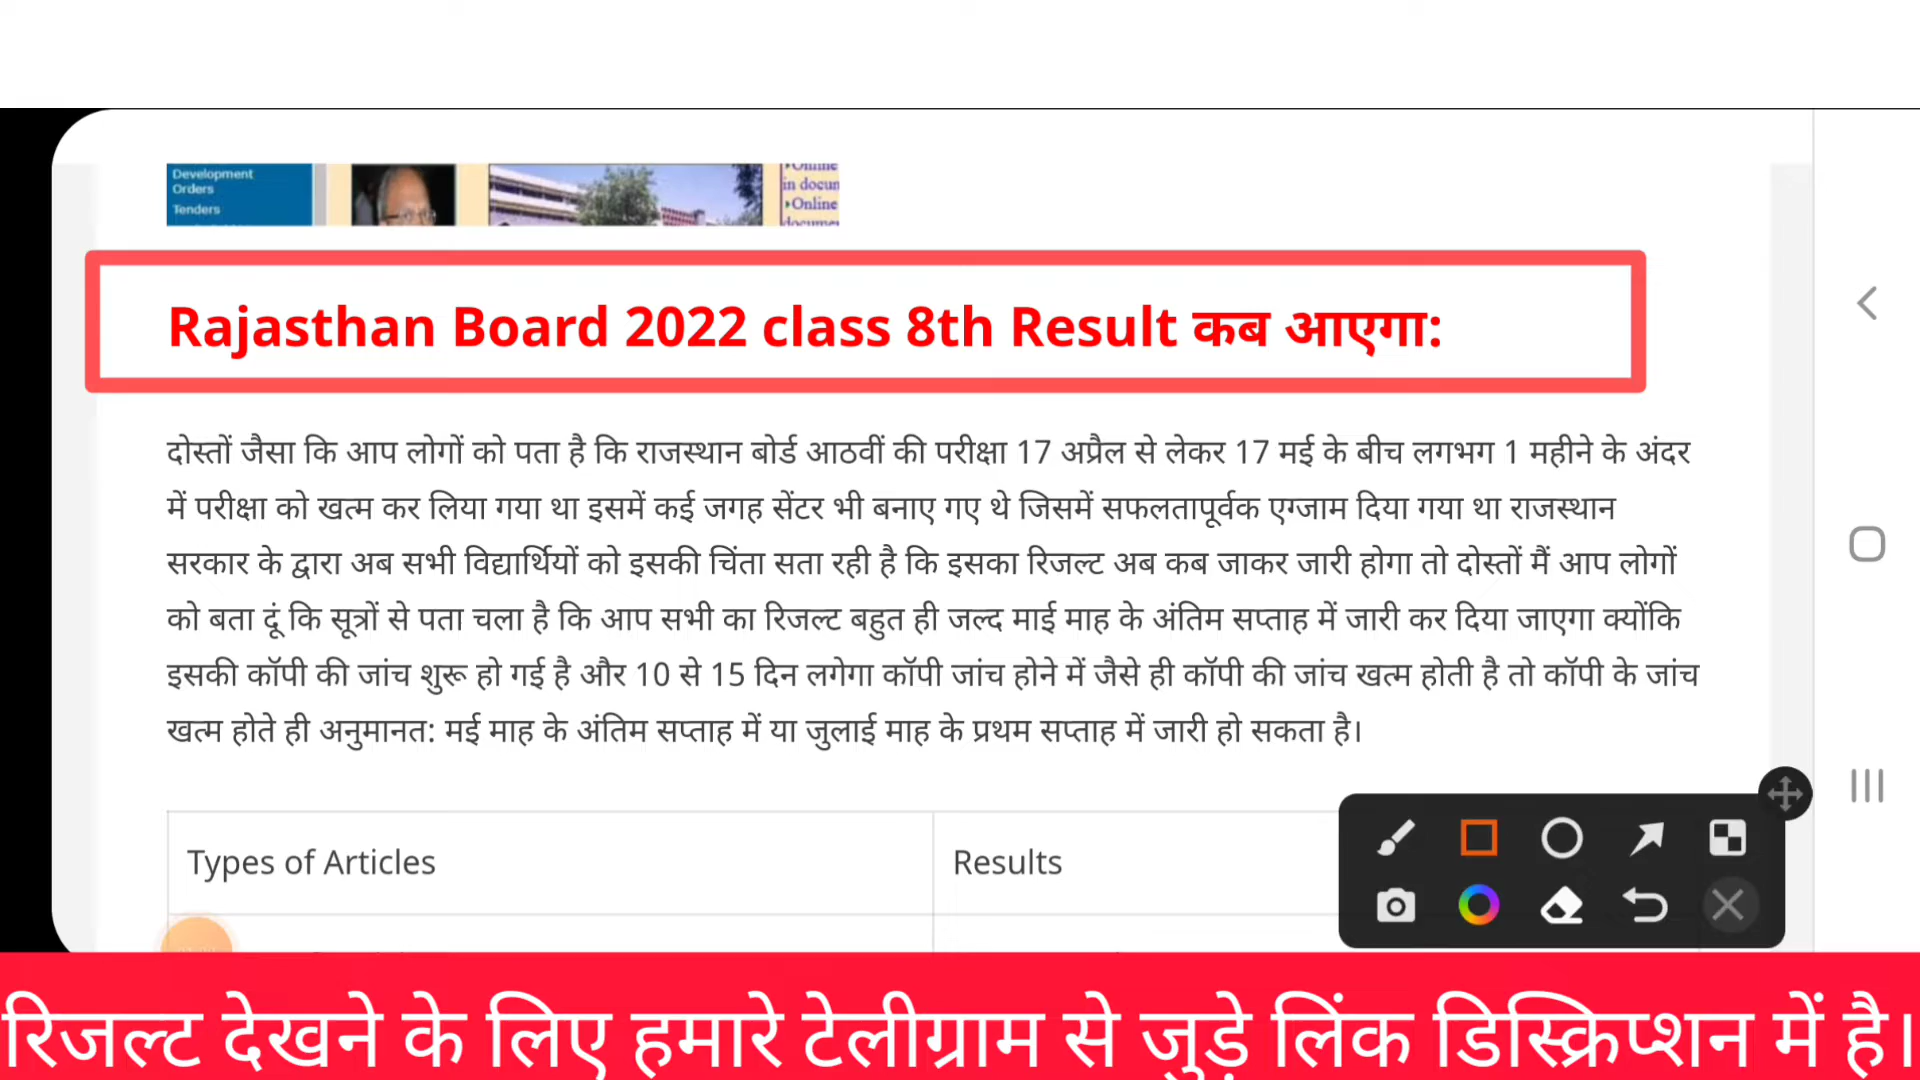 Development
Orders
Tenders
Online
in docum
Online
documen
Rajasthan Board 2022 class 8th Result कब आएगा:
दोस्तों जैसा कि आप लोगों को पता है कि राजस्थान बोर्ड आठवीं की परीक्षा 17 अप्रैल से लेकर 17 मई के बीच लगभग 1 महीने के अंदर
में परीक्षा को खत्म कर लिया गया था इसमें कई जगह सेंटर भी बनाए गए थे जिसमें सफलतापूर्वक एग्जाम दिया गया था राजस्थान
सरकार के द्वारा अब सभी विद्यार्थियों को इसकी चिंता सता रही है कि इसका रिजल्ट अब कब जाकर जारी होगा तो दोस्तों मैं आप लोगों
को बता दूं कि सूत्रों से पता चला है कि आप सभी का रिजल्ट बहुत ही जल्द माई माह के अंतिम सप्ताह में जारी कर दिया जाएगा क्योंकि
इसकी कॉपी की जांच शुरू हो गई है और 10 से 15 दिन लगेगा कॉपी जांच होने में जैसे ही कॉपी की जांच खत्म होती है तो कॉपी के जांच
खत्म होते ही अनुमानत: मई माह के अंतिम सप्ताह में या जुलाई माह के प्रथम सप्ताह में जारी हो सकता है।
Types of Articles
Results
रिजल्ट देखने के लिए हमारे टेलीग्राम से जुड़े लिंक डिस्क्रिप्शन में है।